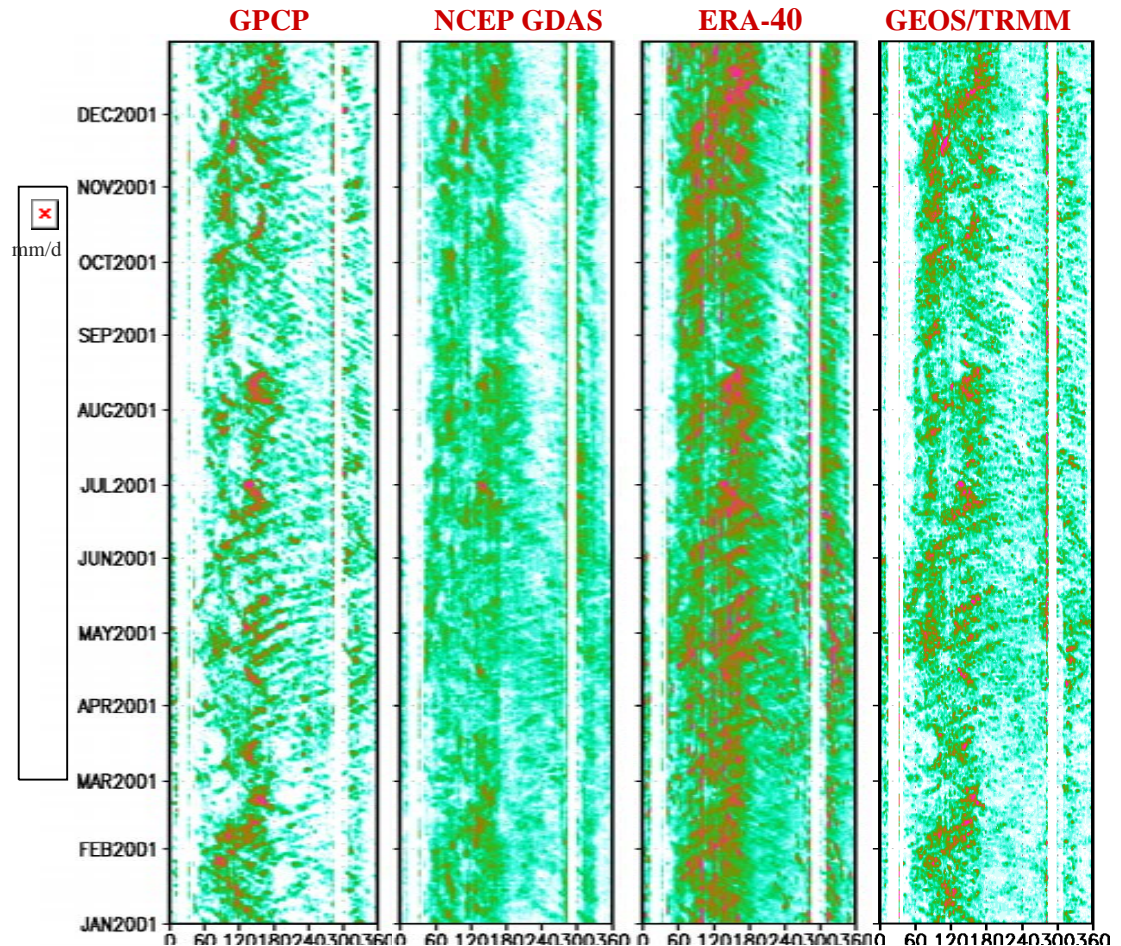 GPCP NCEP GDAS ERA-40 GEOS/TRMM
DEC2001
NOV2001
mm/d
OCT2001
SEP2001
AUG2001
JUL2001
JUN2001
MAY2001
APR2001
MAR2001
FEB2001
JAN2001
0 60 120180240300360 0 60 120180240300360 0 60 120180240300360 0 60 120180240300360